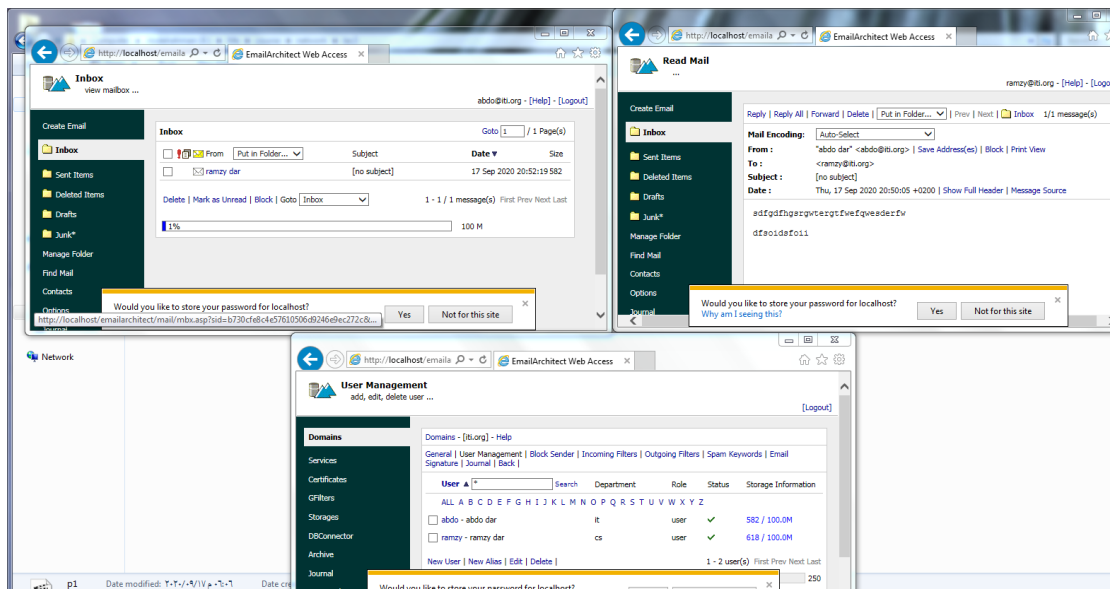 http://localhost/emaila
EmailArchitect Web Access
Inbox
view mailbox ...
abdo@iti.org - [Help] - [Logout]
Create Email
Inbox
Sent Items
Deleted Items
Drafts
Junk*
Manage Folder
Find Mail
Contacts
Options
Journal
Inbox
Goto 1 / 1 Page(s)
From Put in Folder... Subject Date ▼ Size
ramzy dar [no subject] 17 Sep 2020 20:52:19 582
Delete | Mark as Unread | Block | Goto Inbox 1 - 1 / 1 message(s) First Prev Next Last
1% 100 M
Would you like to store your password for localhost?
Yes Not for this site
http://localhost/emailarchitect/mail/mbx.asp?sid=b730cfe8c4e57610506d9246e9ec272c&...
http://localhost/emaila
EmailArchitect Web Access
Read Mail
...
ramzy@iti.org - [Help] - [Logo
Create Email
Inbox
Sent Items
Deleted Items
Drafts
Junk*
Manage Folder
Find Mail
Contacts
Options
Journal
Reply | Reply All | Forward | Delete | Put in Folder... | Prev | Next | Inbox 1/1 message(s)
Mail Encoding: Auto-Select
From : "abdo dar" <abdo@iti.org> | Save Address(es) | Block | Print View
To : <ramzy@iti.org>
Subject : [no subject]
Date : Thu, 17 Sep 2020 20:50:05 +0200 | Show Full Header | Message Source
sdfgdfhgsrgwtergtfwefqwesderfw
dfsoidsfoii
Would you like to store your password for localhost?
Why am I seeing this?
Yes Not for this site
Network
http://localhost/emaila
EmailArchitect Web Access
User Management
add, edit, delete user ...
[Logout]
Domains
Services
Certificates
GFilters
Storages
DBConnector
Archive
Journal
Domains - [iti.org] - Help
General | User Management | Block Sender | Incoming Filters | Outgoing Filters | Spam Keywords | Email
Signature | Journal | Back |
User ▲ * Search Department Role Status Storage Information
ALL A B C D E F G H I J K L M N O P Q R S T U V W X Y Z
abdo - abdo dar it user ✓ 582 / 100.0M
ramzy - ramzy dar cs user ✓ 618 / 100.0M
New User | New Alias | Edit | Delete | 1 - 2 user(s) First Prev Next Last
250
Would you like to store your password for localhost?
p1 Date modified: ٢٠٢٠/٠٩/١٧ م ٠٦:٠٦ Date cre